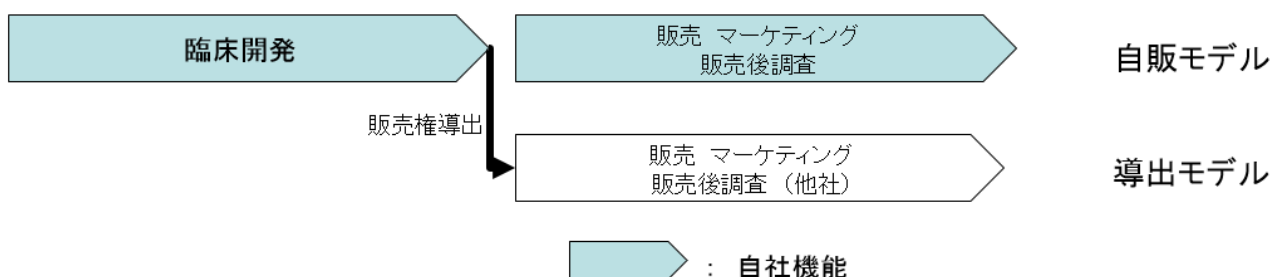 臨床開発
販売 マーケティング
販売後調査
自販モデル
販売権導出
販売 マーケティング
販売後調査 (他社)
導出モデル
: 自社機能